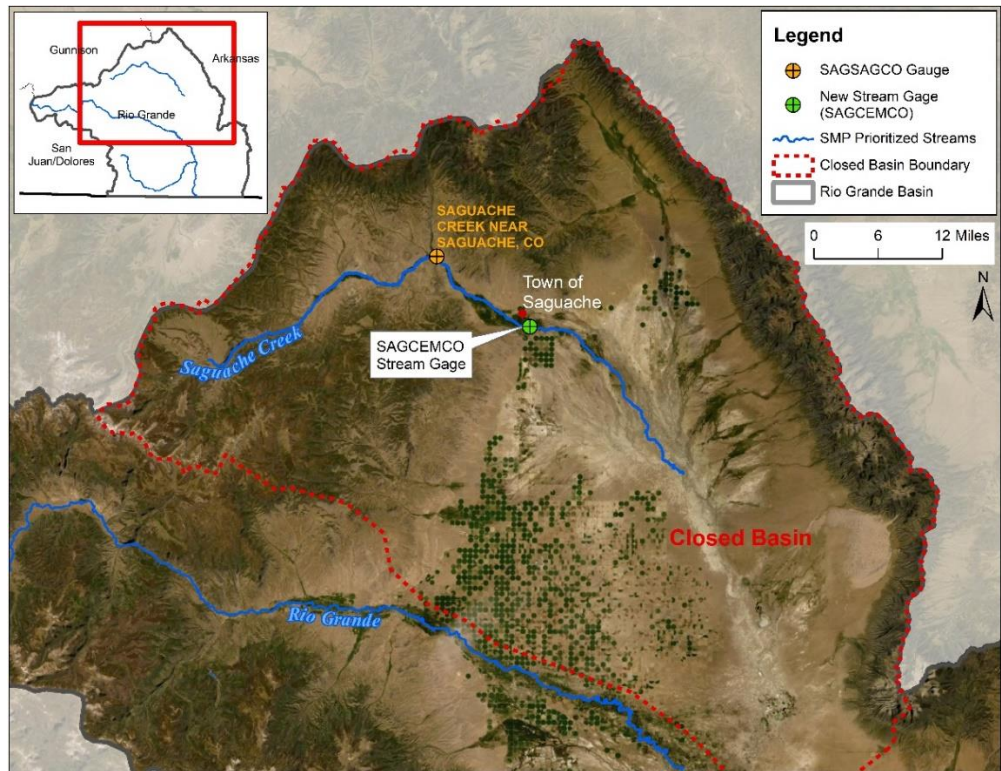 Gunnison
Arkansas
Rio Grande
San
Juan/Dolores
Legend
SAGSAGCO Gauge
New Stream Gage
(SAGCEMCO)
SMP Prioritized Streams
Closed Basin Boundary
Rio Grande Basin
0 6 12 Miles
N
SAGUACHE
CREEK NEAR
SAGUACHE, CO
Town of
Saguache
SAGCEMCO
Stream Gage
Saguache Creek
Closed Basin
Rio Grande